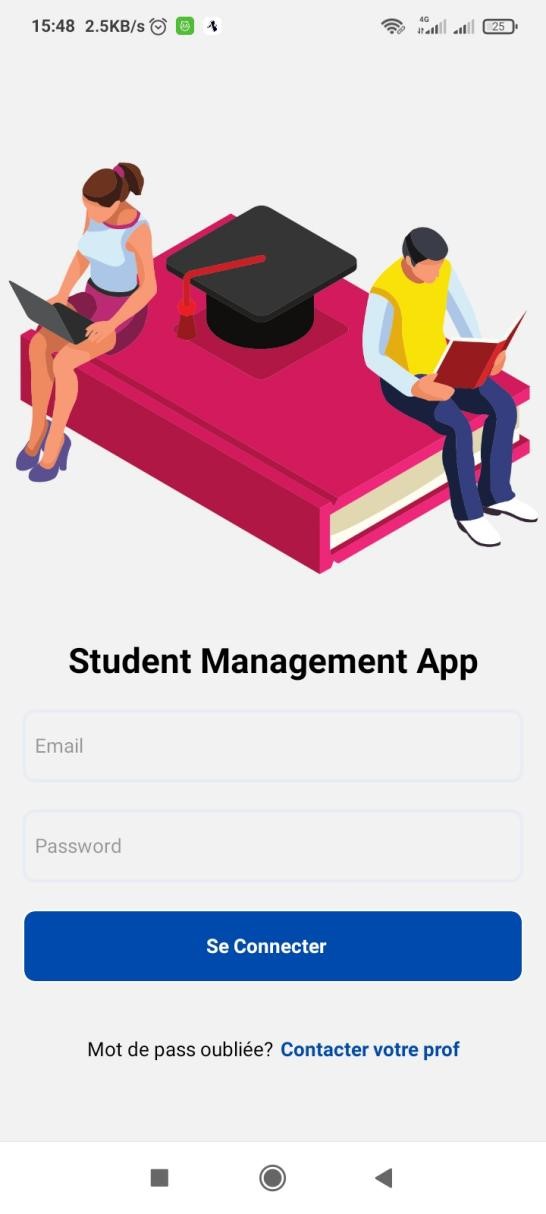 15:48 2.5KB/s 4G 25
Student Management App
Email
Password
Se Connecter
Mot de pass oubliée? Contacter votre prof